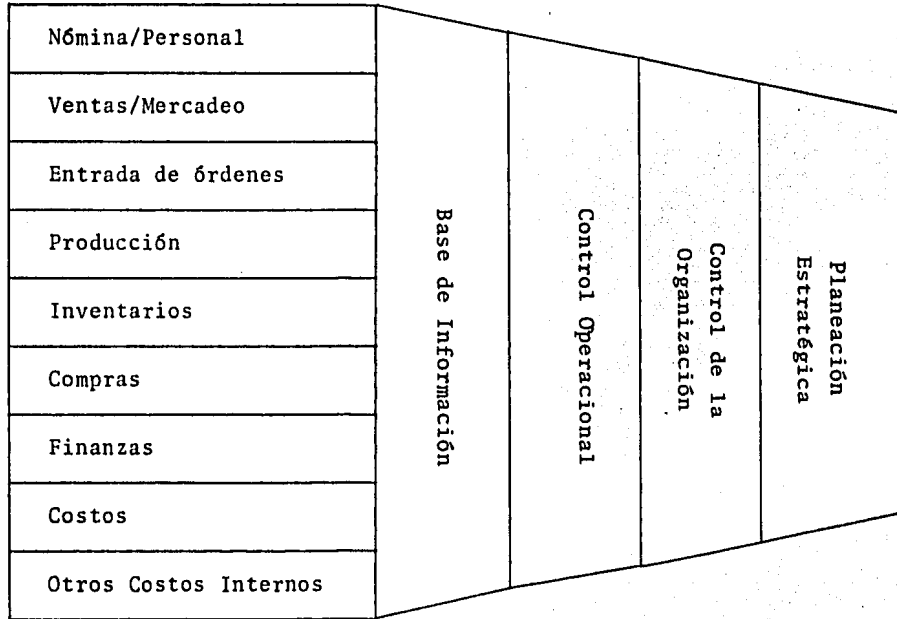 Nómina/Personal
Ventas/Mercadeo
Entrada de órdenes
Producción
Inventarios
Compras
Finanzas
Costos
Otros Costos Internos
Base de Información
Control Operacional
Control de la
Organización
Planeación
Estratégica